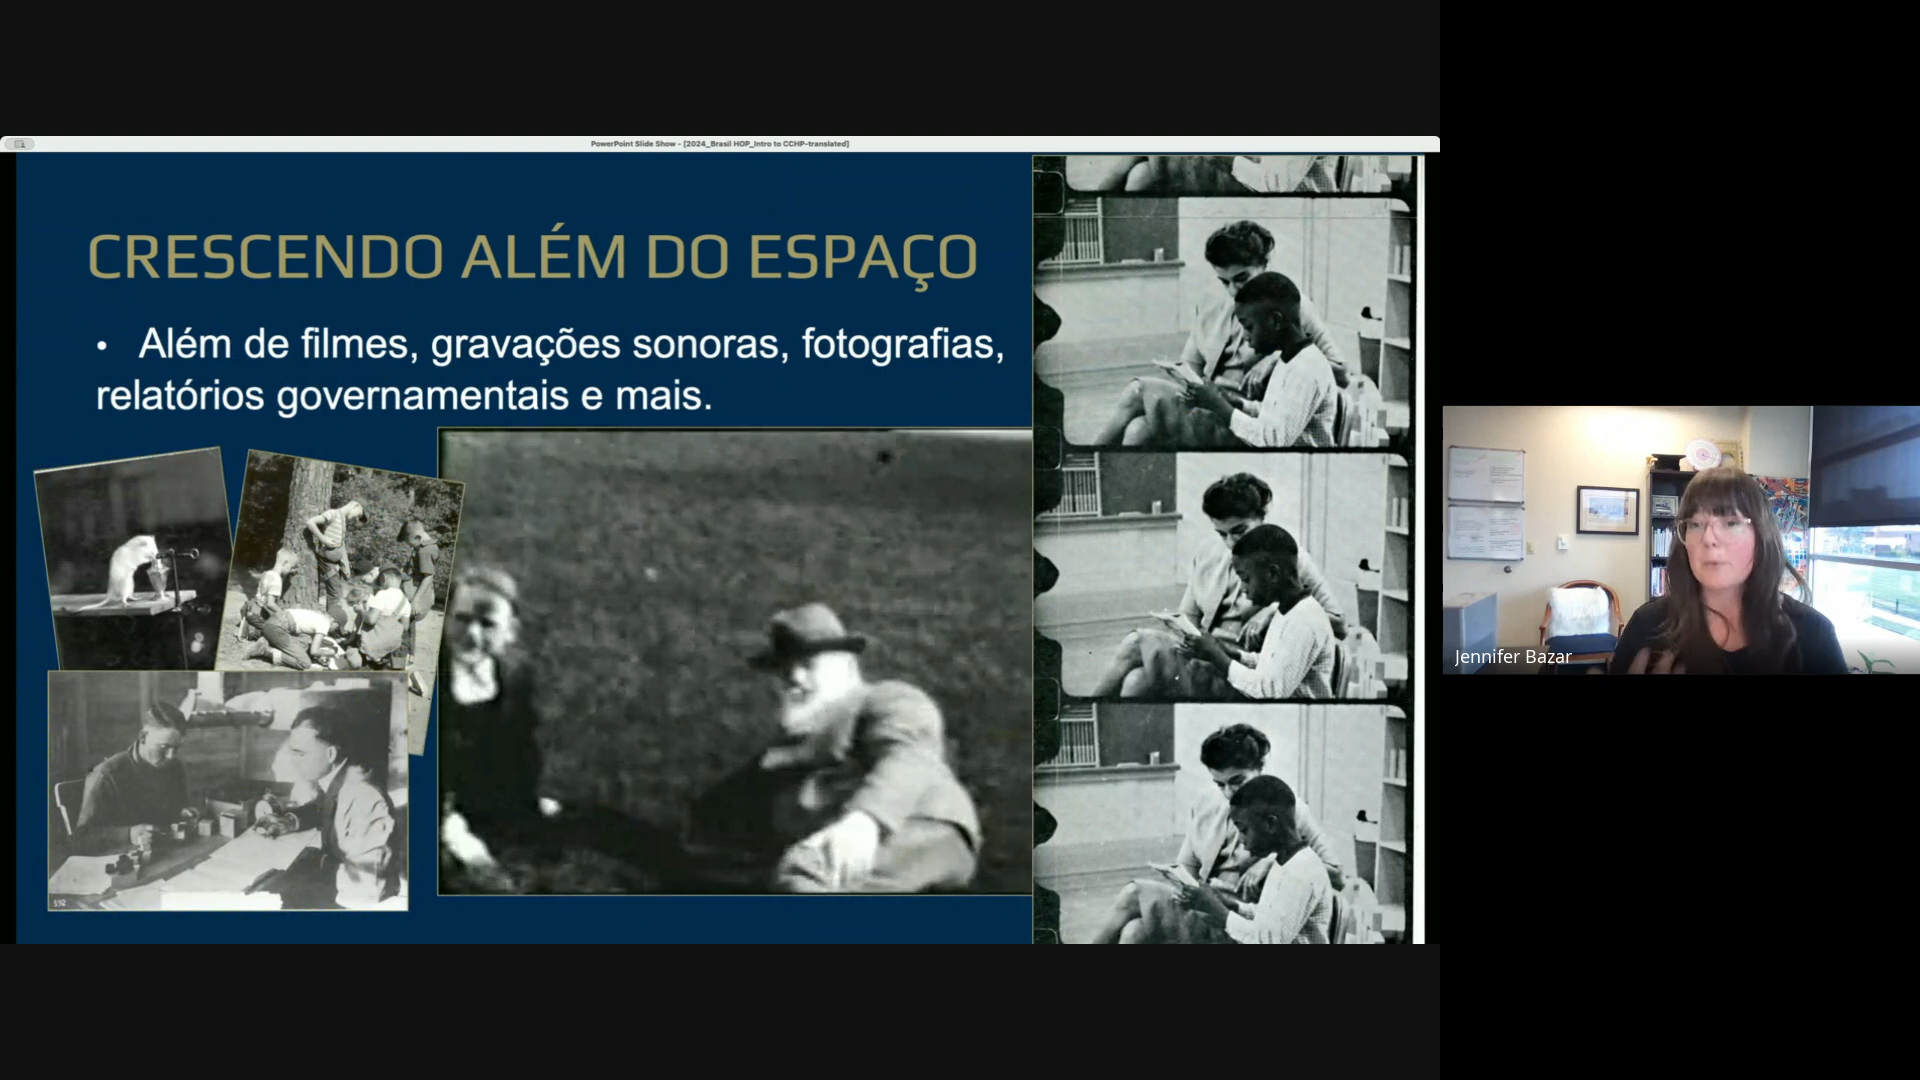 PowerPoint Slide Show - [2024_Brasil HOP_Intro to CCHP-translated]
CRESCENDO ALÉM DO ESPAÇO
• Além de filmes, gravações sonoras, fotografias,
relatórios governamentais e mais.
592
Jennifer Bazar